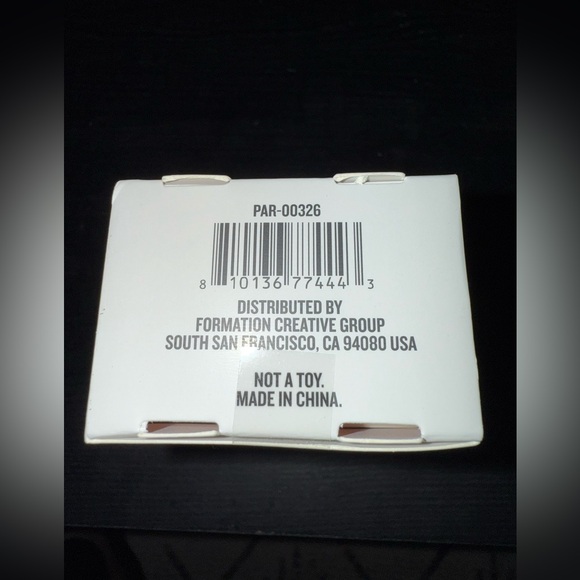 PAR-00326
8 10136 77444 3
DISTRIBUTED BY
FORMATION CREATIVE GROUP
SOUTH SAN FRANCISCO, CA 94080 USA
NOT A TOY.
MADE IN CHINA.